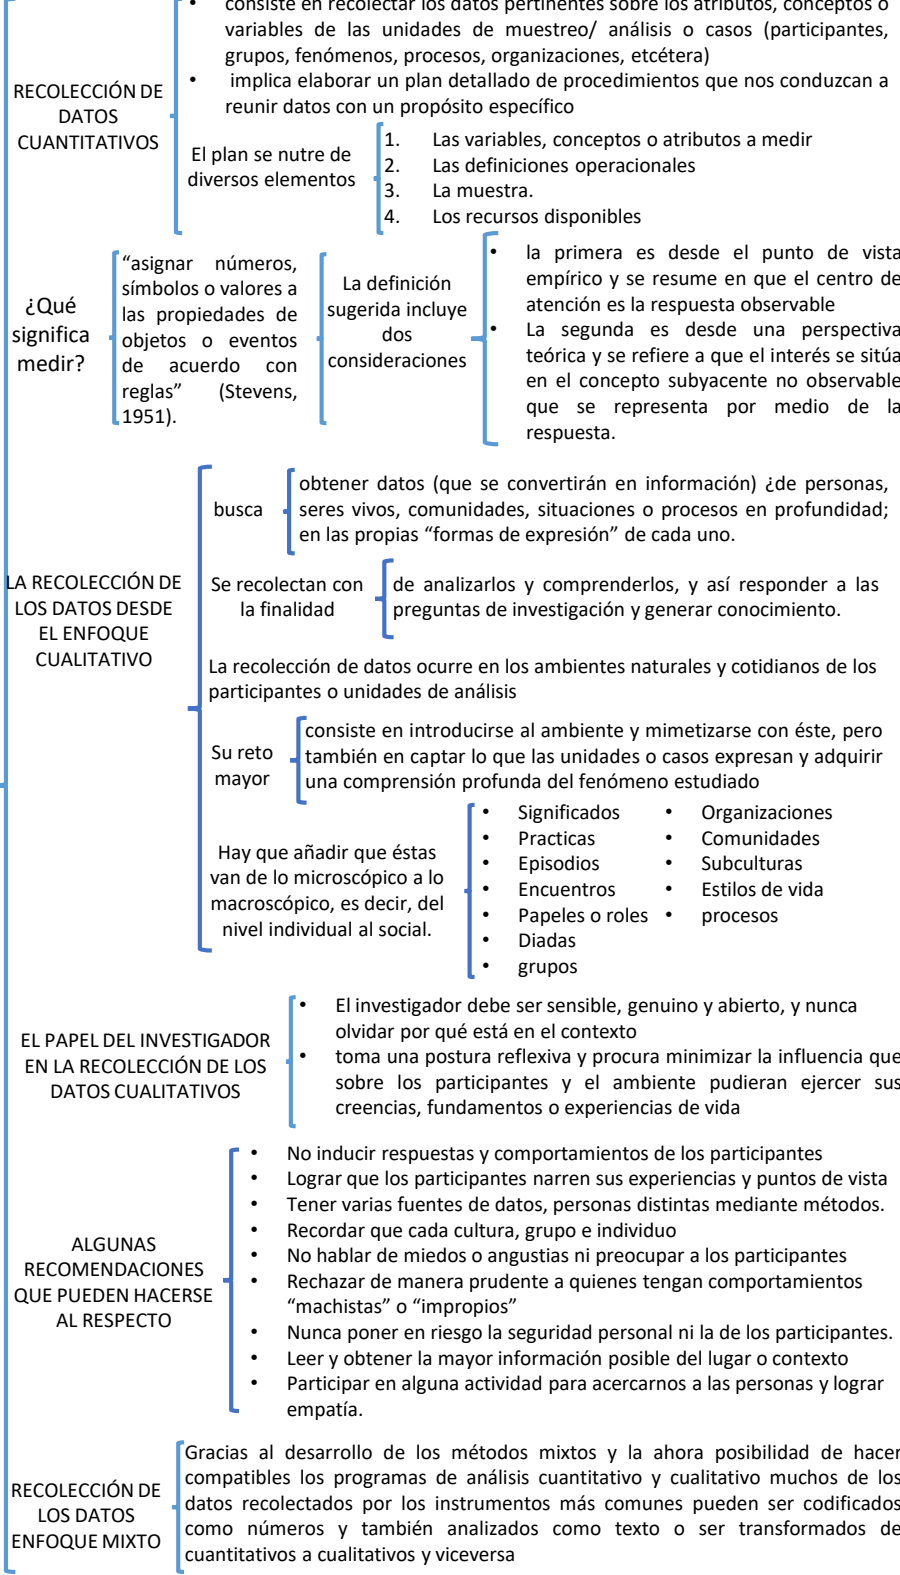 consiste en recolectar los datos pertinentes sobre los atributos, conceptos o
variables de las unidades de muestreo/ análisis o casos (participantes,
grupos, fenómenos, procesos, organizaciones, etcétera)
implica elaborar un plan detallado de procedimientos que nos conduzcan a
reunir datos con un propósito específico
RECOLECCIÓN DE
DATOS
CUANTITATIVOS
El plan se nutre de
diversos elementos
1. Las variables, conceptos o atributos a medir
2. Las definiciones operacionales
3. La muestra.
4. Los recursos disponibles
¿Qué
significa
medir?
“asignar números,
símbolos o valores a
las propiedades de
objetos o eventos
de acuerdo con
reglas” (Stevens,
1951).
La definición
sugerida incluye
dos
consideraciones
• la primera es desde el punto de vista
empírico y se resume en que el centro de
atención es la respuesta observable
• La segunda es desde una perspectiva
teórica y se refiere a que el interés se sitúa
en el concepto subyacente no observable
que se representa por medio de la
respuesta.
LA RECOLECCIÓN DE
LOS DATOS DESDE
EL ENFOQUE
CUALITATIVO
busca
obtener datos (que se convertirán en información) ¿de personas,
seres vivos, comunidades, situaciones o procesos en profundidad;
en las propias “formas de expresión” de cada uno.
Se recolectan con
la finalidad
de analizarlos y comprenderlos, y así responder a las
preguntas de investigación y generar conocimiento.
La recolección de datos ocurre en los ambientes naturales y cotidianos de los
participantes o unidades de análisis
Su reto
mayor
consiste en introducirse al ambiente y mimetizarse con éste, pero
también en captar lo que las unidades o casos expresan y adquirir
una comprensión profunda del fenómeno estudiado
Hay que añadir que éstas
van de lo microscópico a lo
macroscópico, es decir, del
nivel individual al social.
• Significados
• Practicas
• Episodios
• Encuentros
• Papeles o roles
• Diadas
• grupos
• Organizaciones
• Comunidades
• Subculturas
• Estilos de vida
• procesos
EL PAPEL DEL INVESTIGADOR
EN LA RECOLECCIÓN DE LOS
DATOS CUALITATIVOS
• El investigador debe ser sensible, genuino y abierto, y nunca
olvidar por qué está en el contexto
• toma una postura reflexiva y procura minimizar la influencia que
sobre los participantes y el ambiente pudieran ejercer sus
creencias, fundamentos o experiencias de vida
ALGUNAS
RECOMENDACIONES
QUE PUEDEN HACERSE
AL RESPECTO
• No inducir respuestas y comportamientos de los participantes
• Lograr que los participantes narren sus experiencias y puntos de vista
• Tener varias fuentes de datos, personas distintas mediante métodos.
• Recordar que cada cultura, grupo e individuo
• No hablar de miedos o angustias ni preocupar a los participantes
• Rechazar de manera prudente a quienes tengan comportamientos
“machistas” o “impropios”
• Nunca poner en riesgo la seguridad personal ni la de los participantes.
• Leer y obtener la mayor información posible del lugar o contexto
• Participar en alguna actividad para acercarnos a las personas y lograr
empatía.
RECOLECCIÓN DE
LOS DATOS
ENFOQUE MIXTO
Gracias al desarrollo de los métodos mixtos y la ahora posibilidad de hacer
compatibles los programas de análisis cuantitativo y cualitativo muchos de los
datos recolectados por los instrumentos más comunes pueden ser codificados
como números y también analizados como texto o ser transformados de
cuantitativos a cualitativos y viceversa